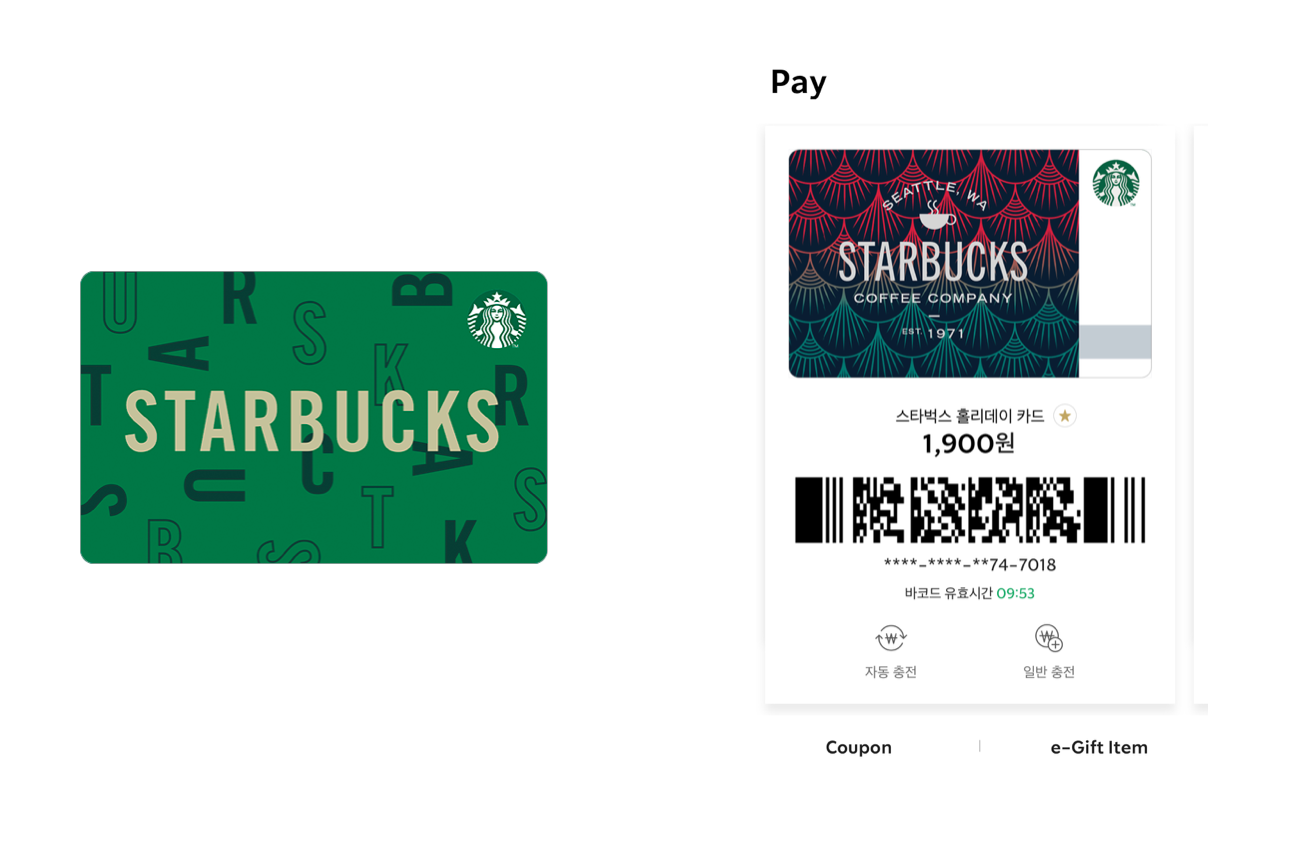 U R S B
A K
T R
STARBUCKS
C A
S U T S
B S K
Pay
SEATTLE, WA
STARBUCKS
COFFEE COMPANY
EST. 1971
스타벅스 홀리데이 카드
1,900원
****-****-**74-7018
바코드 유효시간 09:53
자동 충전 일반 충전
Coupon e-Gift Item